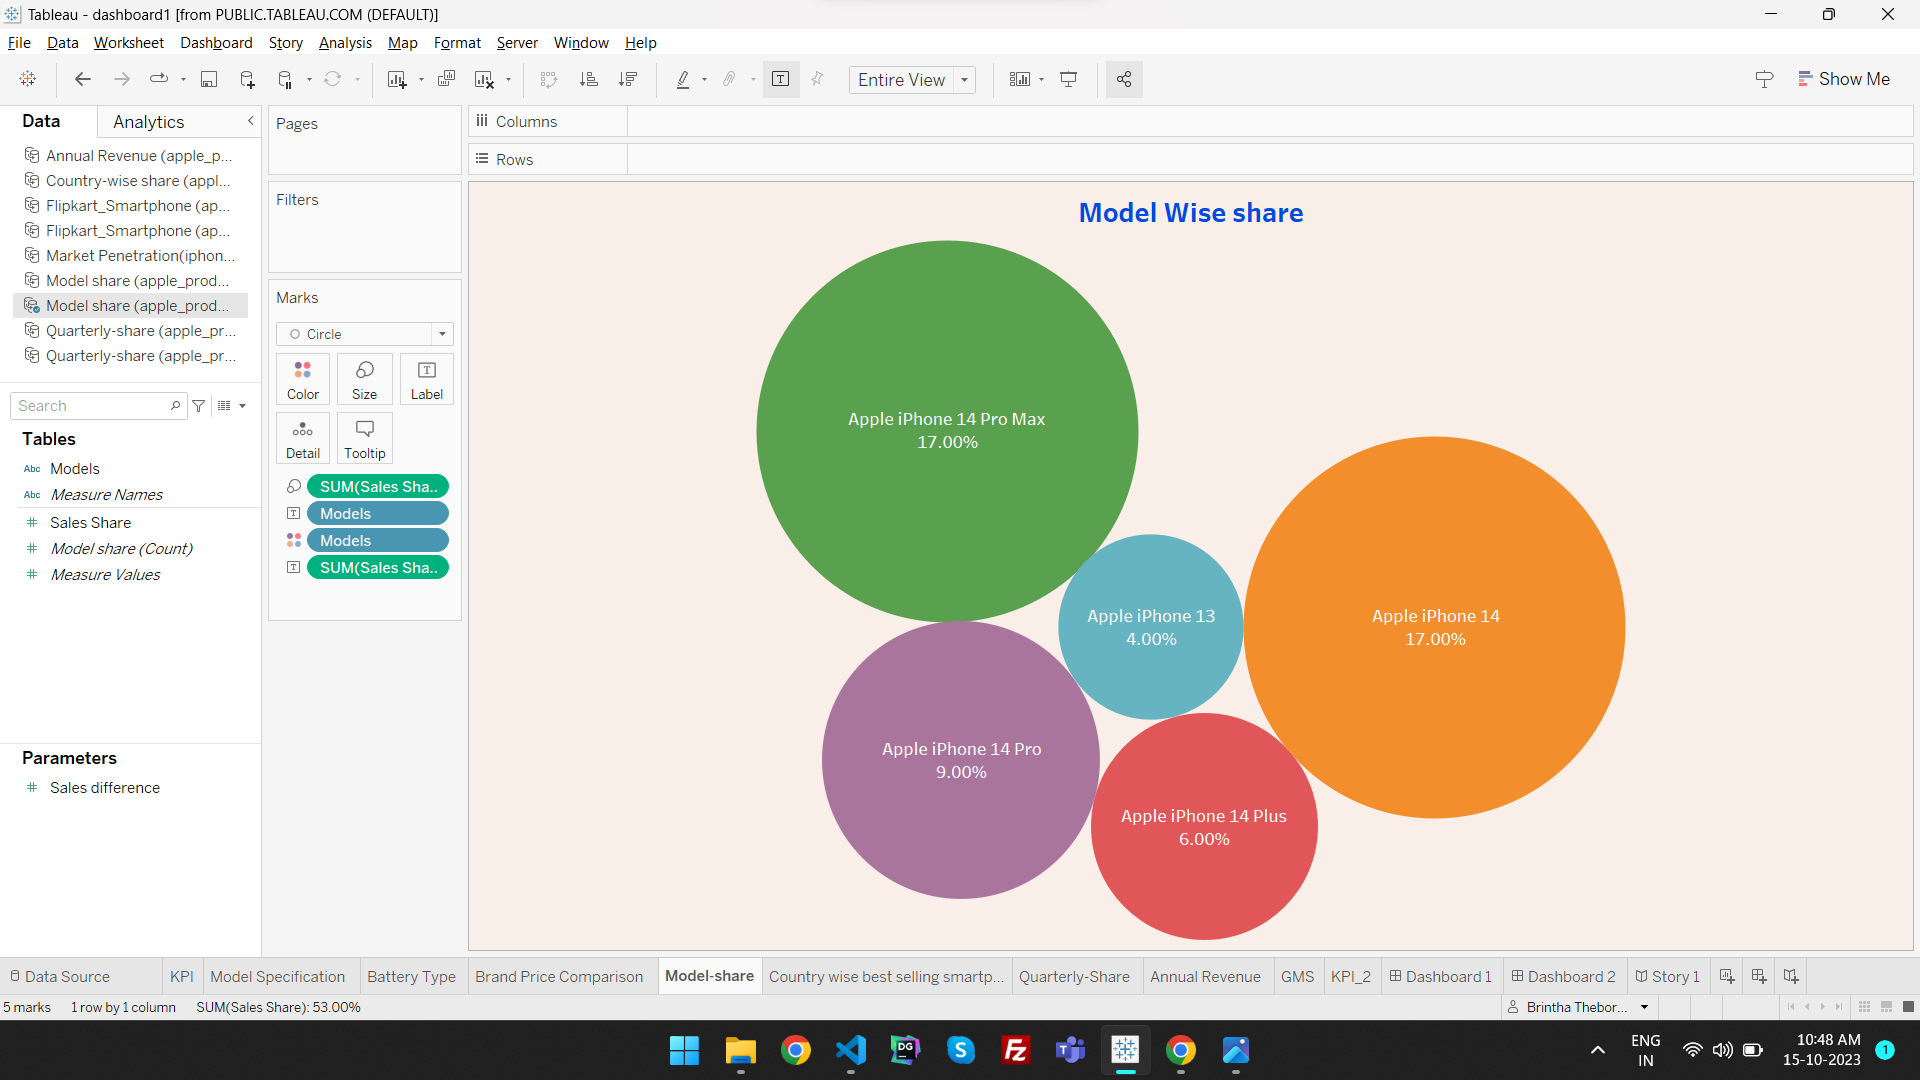 Tableau - dashboard1 [from PUBLIC.TABLEAU.COM (DEFAULT)]
File Data Worksheet Dashboard Story Analysis Map Format Server Window Help
Entire View
Show Me
Data Analytics
Annual Revenue (apple_p...
Country-wise share (appl...
Flipkart_Smartphone (ap...
Flipkart_Smartphone (ap...
Market Penetration(iphon...
Model share (apple_prod...
Model share (apple_prod...
Quarterly-share (apple_pr...
Quarterly-share (apple_pr...
Search
Tables
Abc Models
Abc Measure Names
# Sales Share
# Model share (Count)
# Measure Values
Parameters
# Sales difference
Pages
Filters
Marks
Circle
Color Size Label
Detail Tooltip
SUM(Sales Sha..
Models
Models
SUM(Sales Sha..
Columns
Rows
Model Wise share
Apple iPhone 14 Pro Max
17.00%
Apple iPhone 13
4.00%
Apple iPhone 14
17.00%
Apple iPhone 14 Pro
9.00%
Apple iPhone 14 Plus
6.00%
Data Source KPI Model Specification Battery Type Brand Price Comparison Model-share Country wise best selling smartp... Quarterly-Share Annual Revenue GMS KPI_2 Dashboard 1 Dashboard 2 Story 1
5 marks 1 row by 1 column SUM(Sales Share): 53.00%
Brintha Thebor...
ENG
IN
10:48 AM
15-10-2023
1